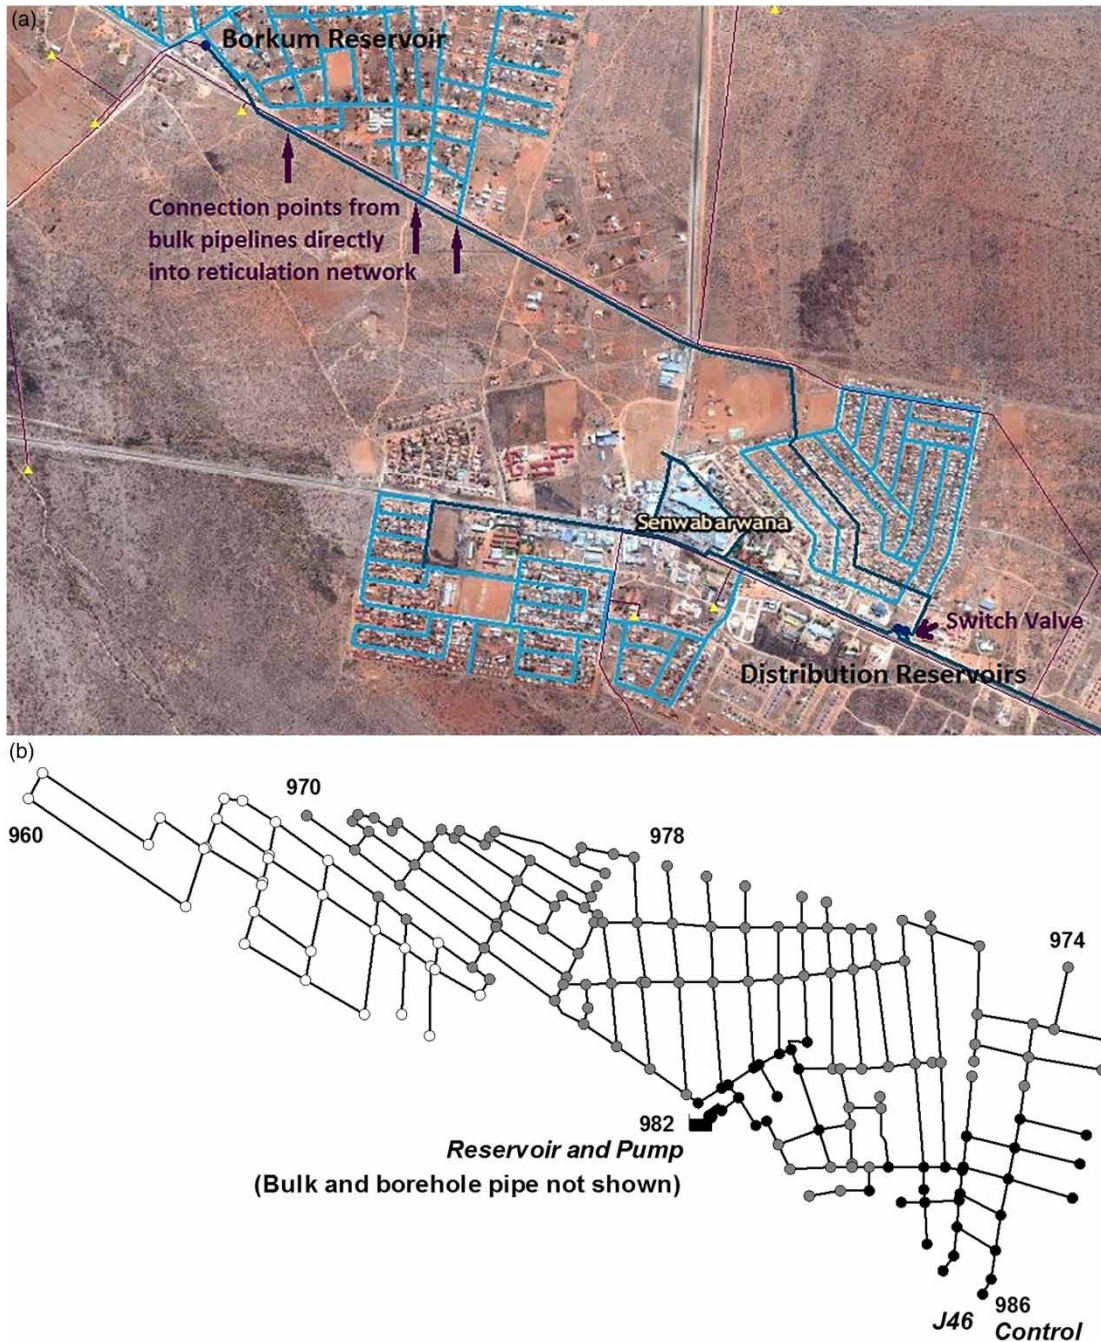 (a)
Borkum Reservoir
Connection points from
bulk pipelines directly
into reticulation network
Senwabarwana
Switch Valve
Distribution Reservoirs
(b)
970
960
978
974
982
Reservoir and Pump
(Bulk and borehole pipe not shown)
J46
986
Control